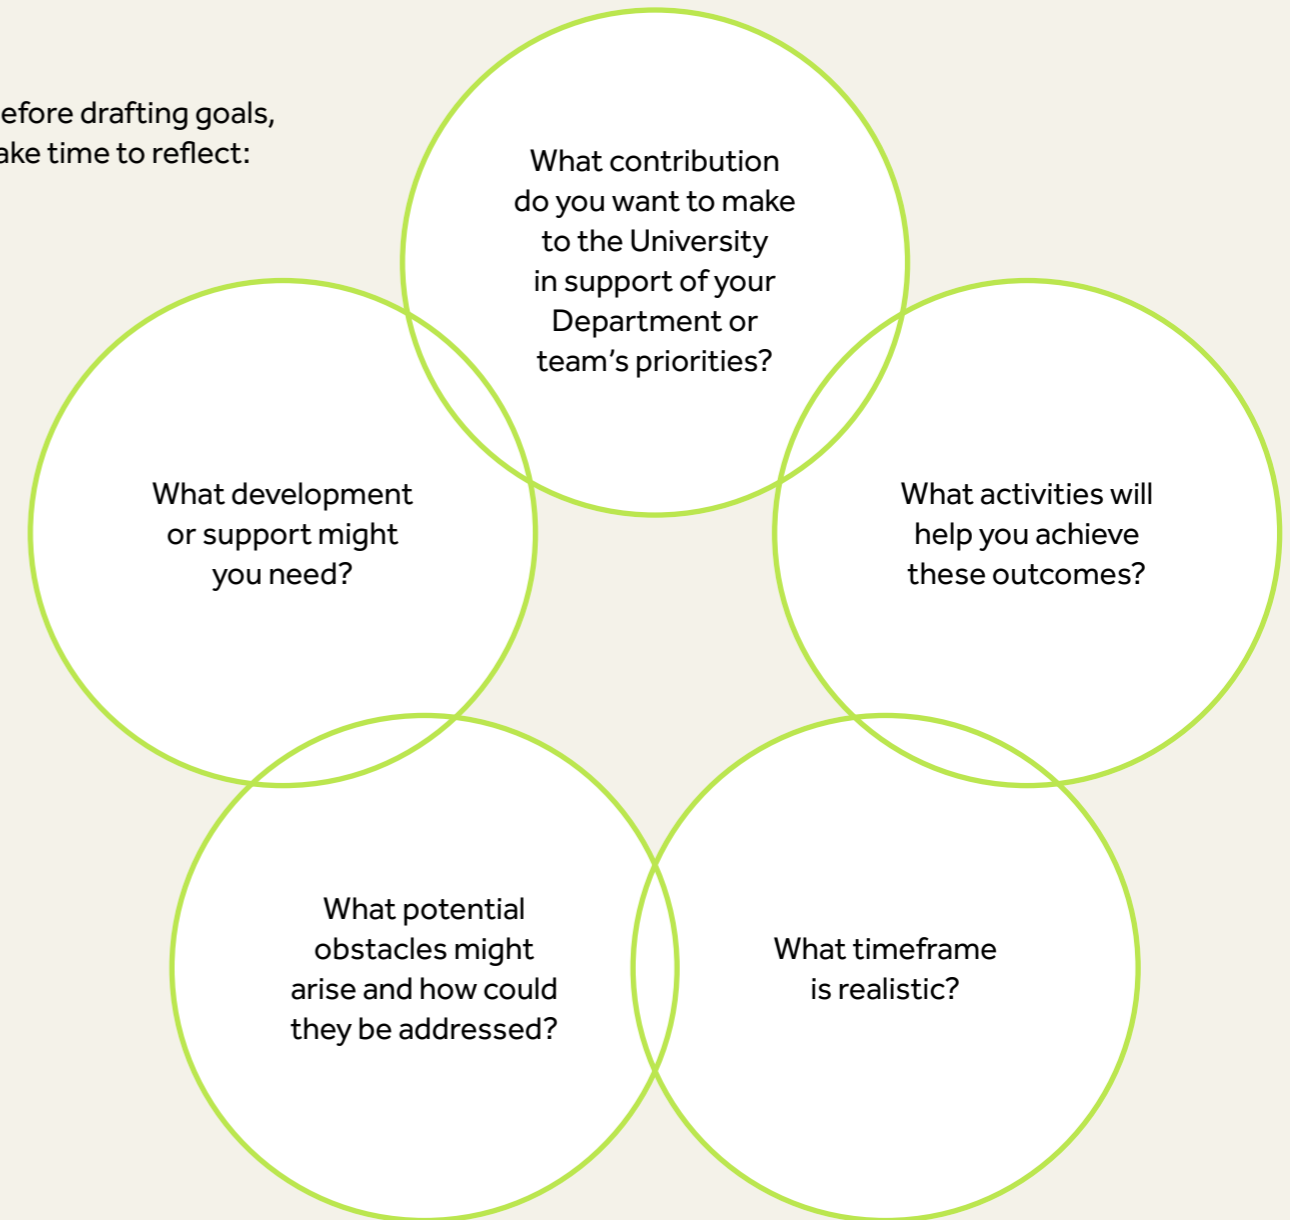 efore drafting goals,
ake time to reflect:
What contribution
do you want to make
to the University
in support of your
Department or
team's priorities?
What activities will
help you achieve
these outcomes?
What timeframe
is realistic?
What potential
obstacles might
arise and how could
they be addressed?
What development
or support might
you need?